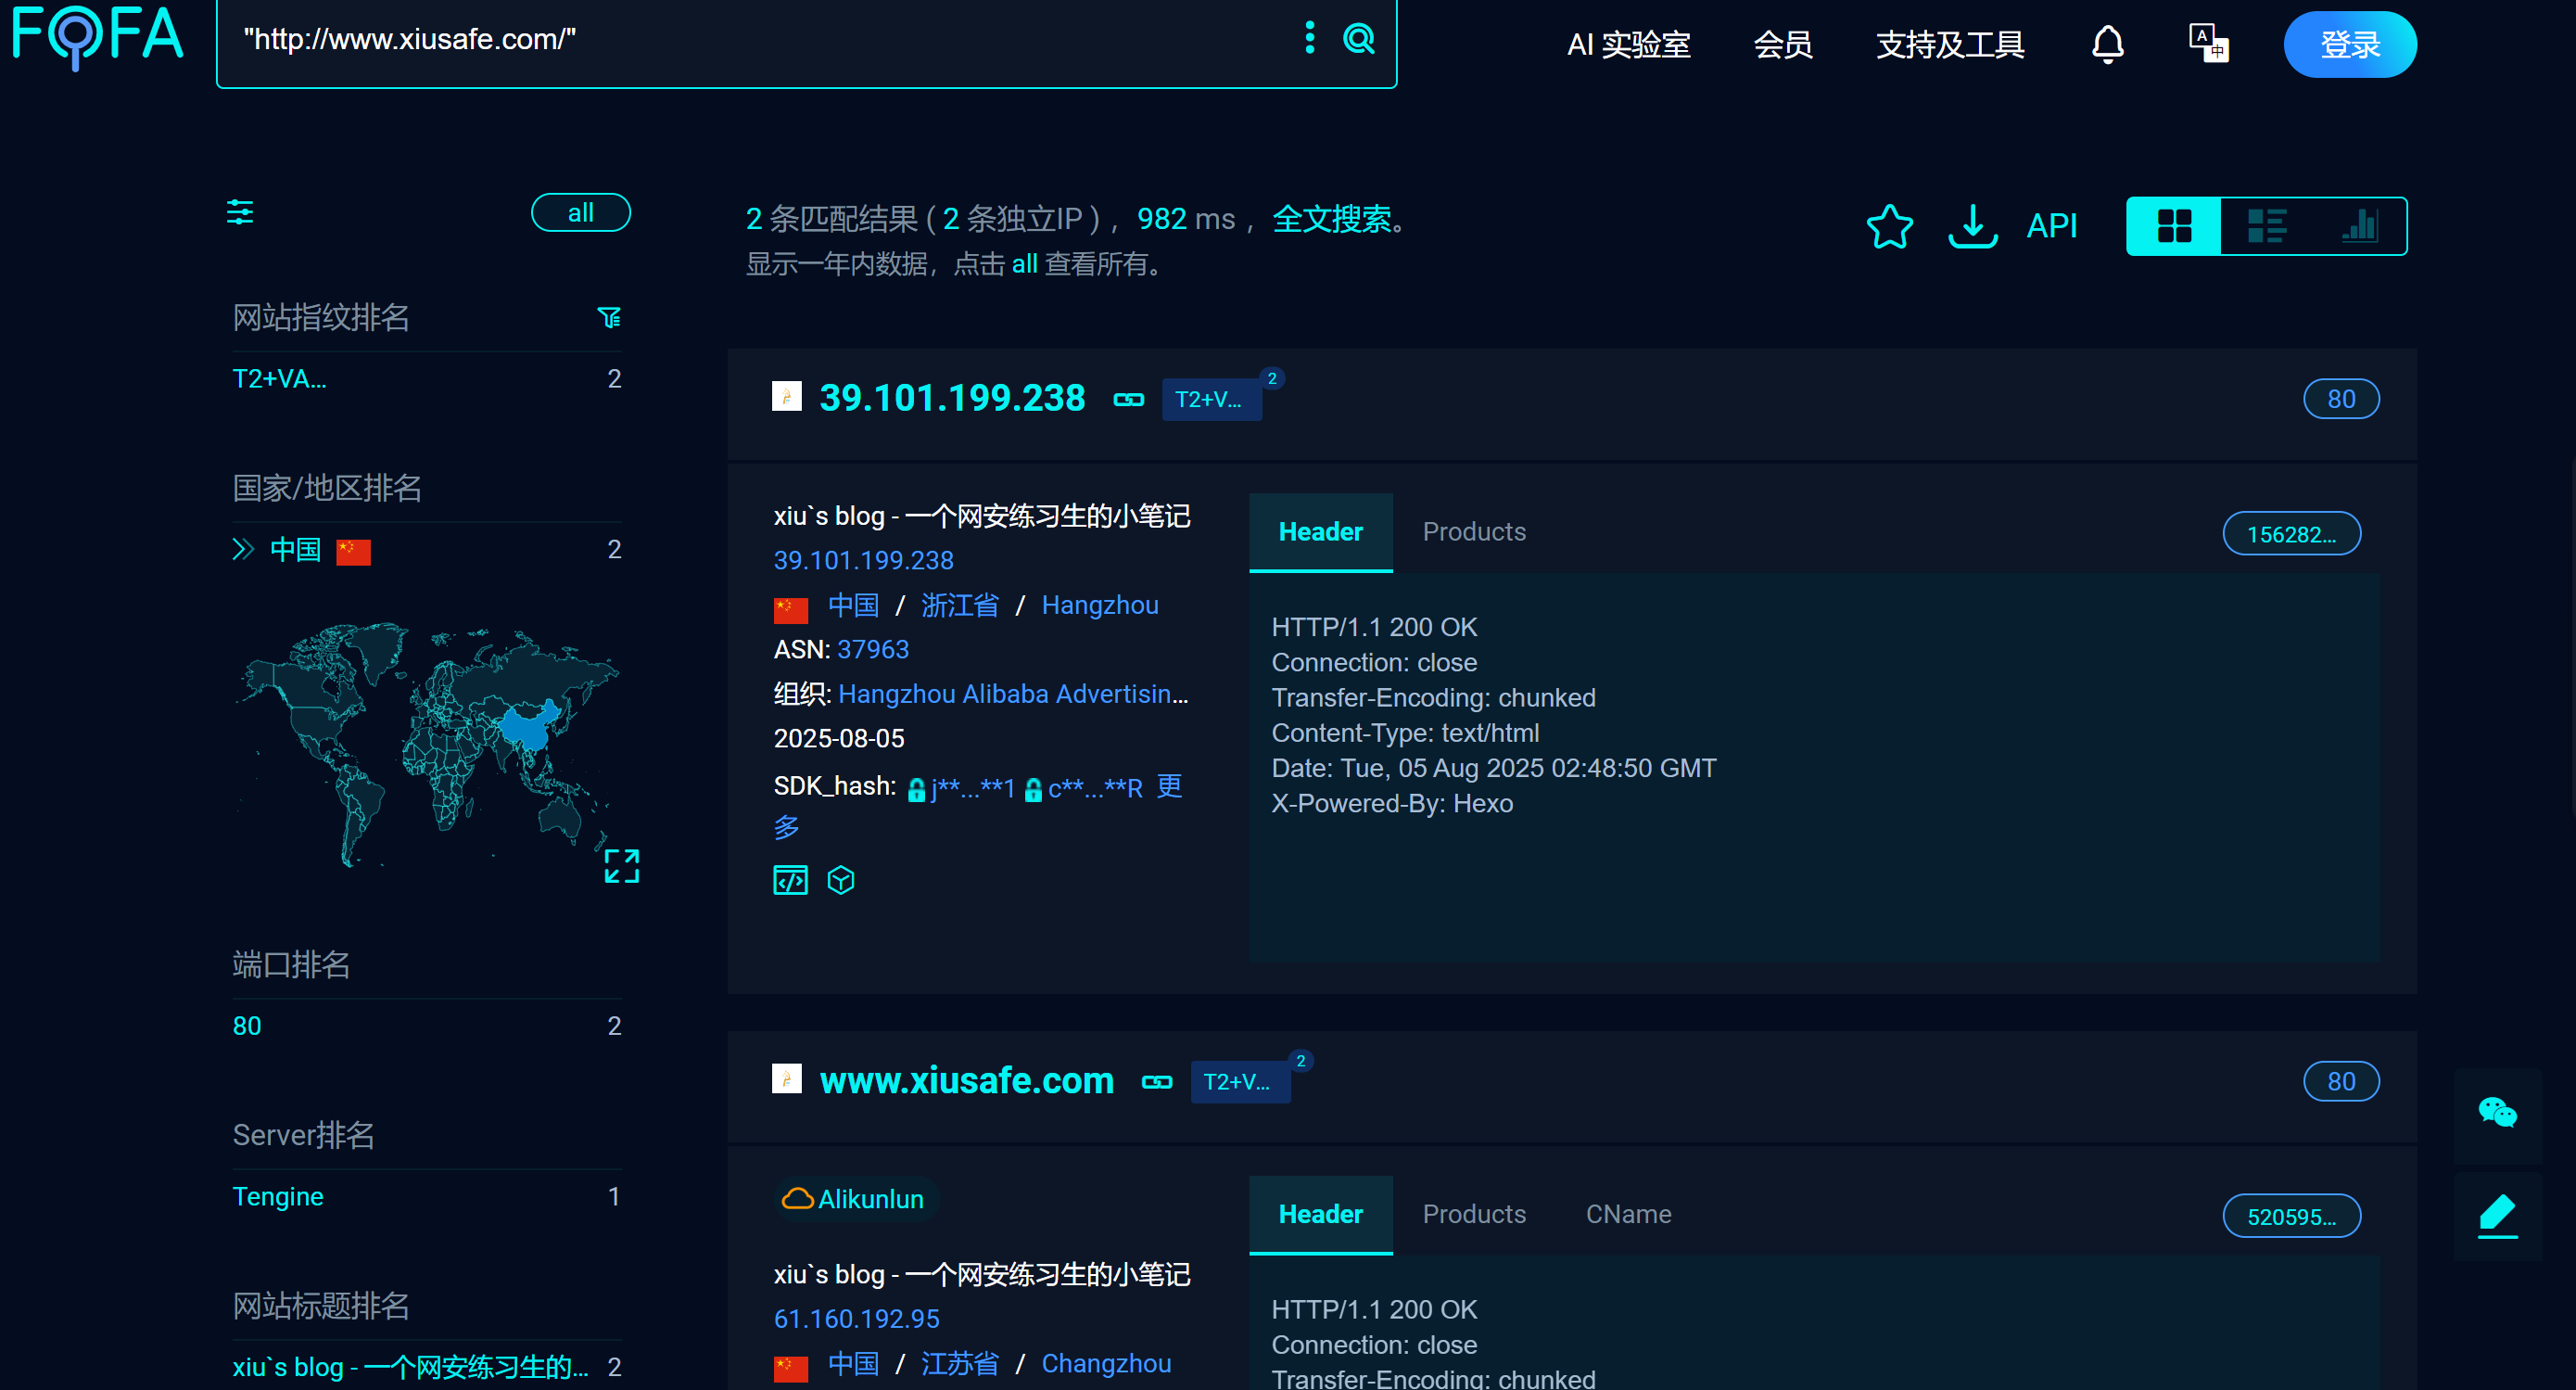 FOFA
"http://www.xiusafe.com/"
AI 实验室
会员
支持及工具
登录
all
2 条匹配结果 ( 2 条独立IP ) ，982 ms ，全文搜索。
显示一年内数据，点击 all 查看所有。
API
网站指纹排名
T2+VA... 2
国家/地区排名
中国 2
端口排名
80 2
Server排名
Tengine 1
网站标题排名
xiu`s blog - 一个网安练习生的... 2
39.101.199.238
T2+V...
2
80
xiu`s blog - 一个网安练习生的小笔记
39.101.199.238
中国 / 浙江省 / Hangzhou
ASN: 37963
组织: Hangzhou Alibaba Advertisin...
2025-08-05
SDK_hash: j**...**1 c**...**R 更
多
Header
Products
156282...
HTTP/1.1 200 OK
Connection: close
Transfer-Encoding: chunked
Content-Type: text/html
Date: Tue, 05 Aug 2025 02:48:50 GMT
X-Powered-By: Hexo
www.xiusafe.com
T2+V...
2
80
Alikunlun
xiu`s blog - 一个网安练习生的小笔记
61.160.192.95
中国 / 江苏省 / Changzhou
Header
Products
CName
520595...
HTTP/1.1 200 OK
Connection: close
Transfer-Encoding: chunked
A
中